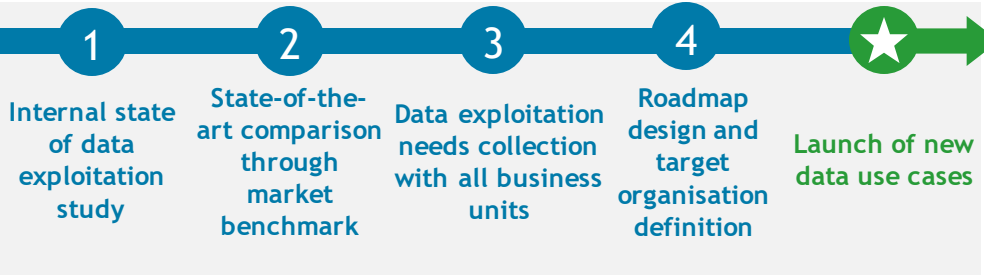 1
Internal state
of data
exploitation
study
2
State-of-the-
art comparison
through
market
benchmark
3
Data exploitation
needs collection
with all business
units
4
Roadmap
design and
target
organisation
definition
Launch of new
data use cases